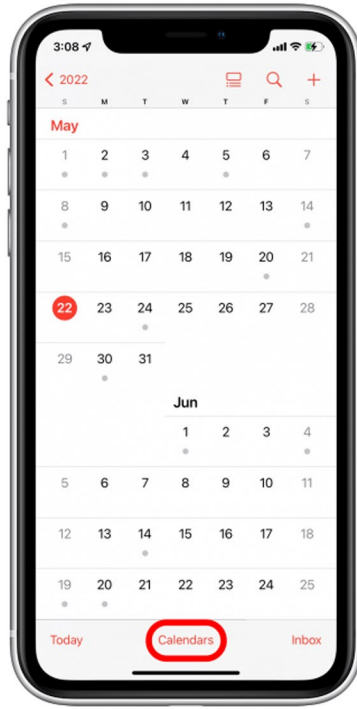 3:08
2022
S M T W T F S
May
1 2 3 4 5 6 7
8 9 10 11 12 13 14
15 16 17 18 19 20 21
22 23 24 25 26 27 28
29 30 31
Jun
1 2 3 4
5 6 7 8 9 10 11
12 13 14 15 16 17 18
19 20 21 22 23 24 25
Today Calendars Inbox